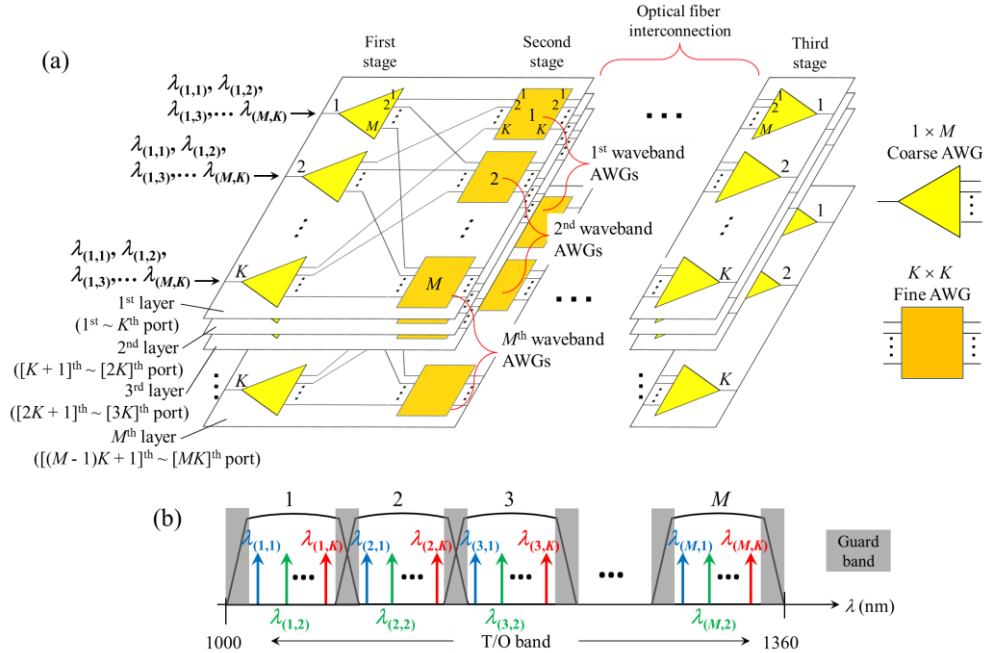 (a)
First
stage
Second
stage
Optical fiber
interconnection
Third
stage
λ(1,1), λ(1,2),
λ(1,3),… λ(M,K)
1
2
M
1
2
K
1
1
2
K
1
2
M
1
λ(1,1), λ(1,2),
λ(1,3),… λ(M,K)
2
2
2
1
1st waveband
AWGs
2nd waveband
AWGs
Mth waveband
AWGs
1 × M
Coarse AWG
K × K
Fine AWG
λ(1,1), λ(1,2),
λ(1,3),… λ(M,K)
K
M
K
2
1st layer
(1st ~ Kth port)
2nd layer
([K + 1]th ~ [2K]th port)
3rd layer
([2K + 1]th ~ [3K]th port)
Mth layer
([(M - 1)K + 1]th ~ [MK]th port)
K
K
(b)
1
2
3
M
λ(1,1)
λ(1,K)
λ(2,1)
λ(2,K)
λ(3,1)
λ(3,K)
λ(M,1)
λ(M,K)
Guard
band
λ(1,2)
λ(2,2)
λ(3,2)
λ(M,2)
λ (nm)
1000
T/O band
1360